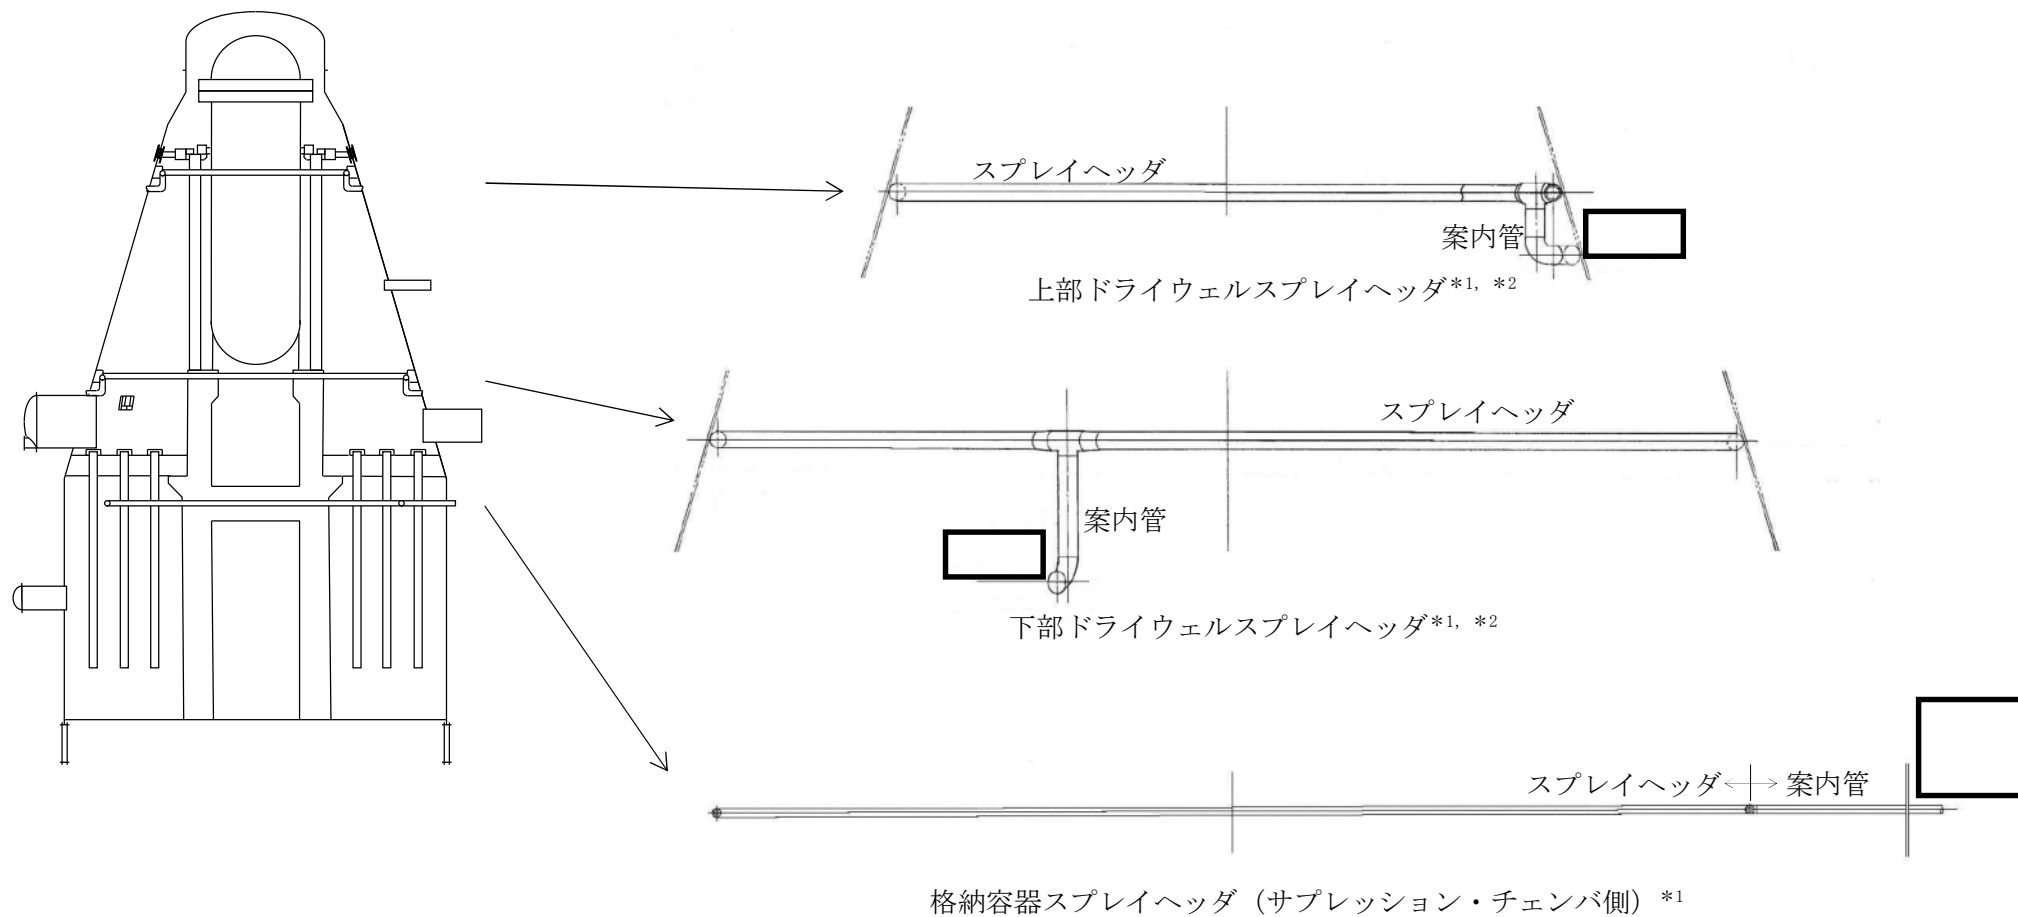 スプレイヘッダ
案内管
上部ドライウェルスプレイヘッダ*1, *2
スプレイヘッダ
案内管
下部ドライウェルスプレイヘッダ*1, *2
スプレイヘッダ 案内管
格納容器スプレイヘッダ（サプレッション・チェンバ側）*1